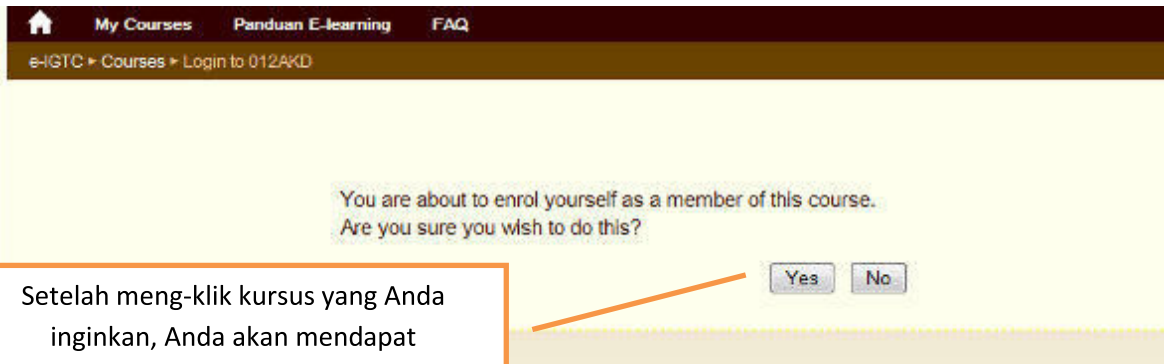 My Courses Panduan E-learning FAQ
e-IGTC ► Courses ► Login to 012AKD
You are about to enrol yourself as a member of this course.
Are you sure you wish to do this?
Yes No
Setelah meng-klik kursus yang Anda
inginkan, Anda akan mendapat